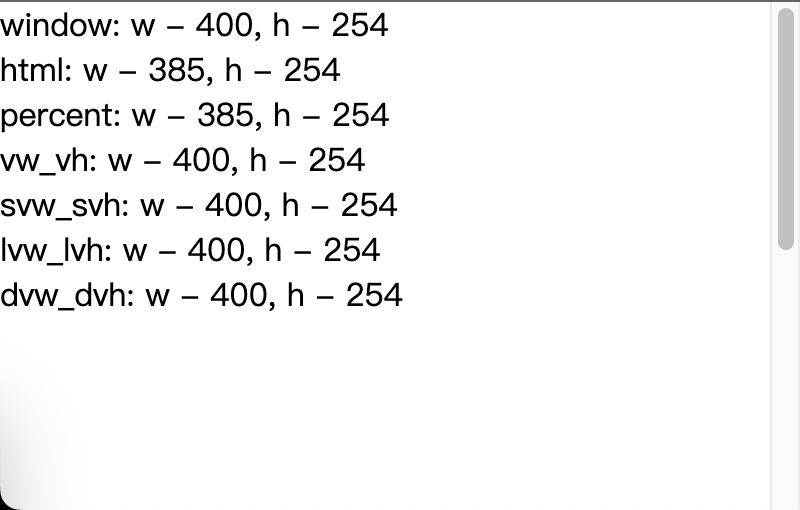 window: w – 400, h – 254
html: w – 385, h – 254
percent: w – 385, h – 254
vw_vh: w – 400, h – 254
svw_svh: w – 400, h – 254
lvw_lvh: w – 400, h – 254
dvw_dvh: w – 400, h – 254